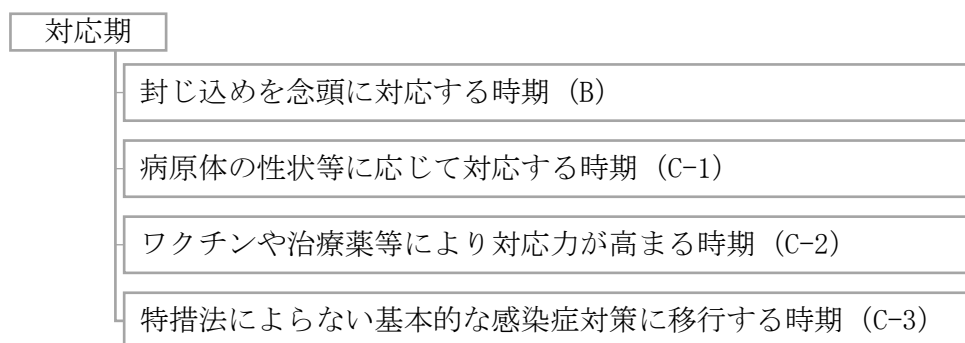 対応期
封じ込めを念頭に対応する時期（B）
病原体の性状等に応じて対応する時期（C-1）
ワクチンや治療薬等により対応力が高まる時期（C-2）
特措法によらない基本的な感染症対策に移行する時期（C-3）